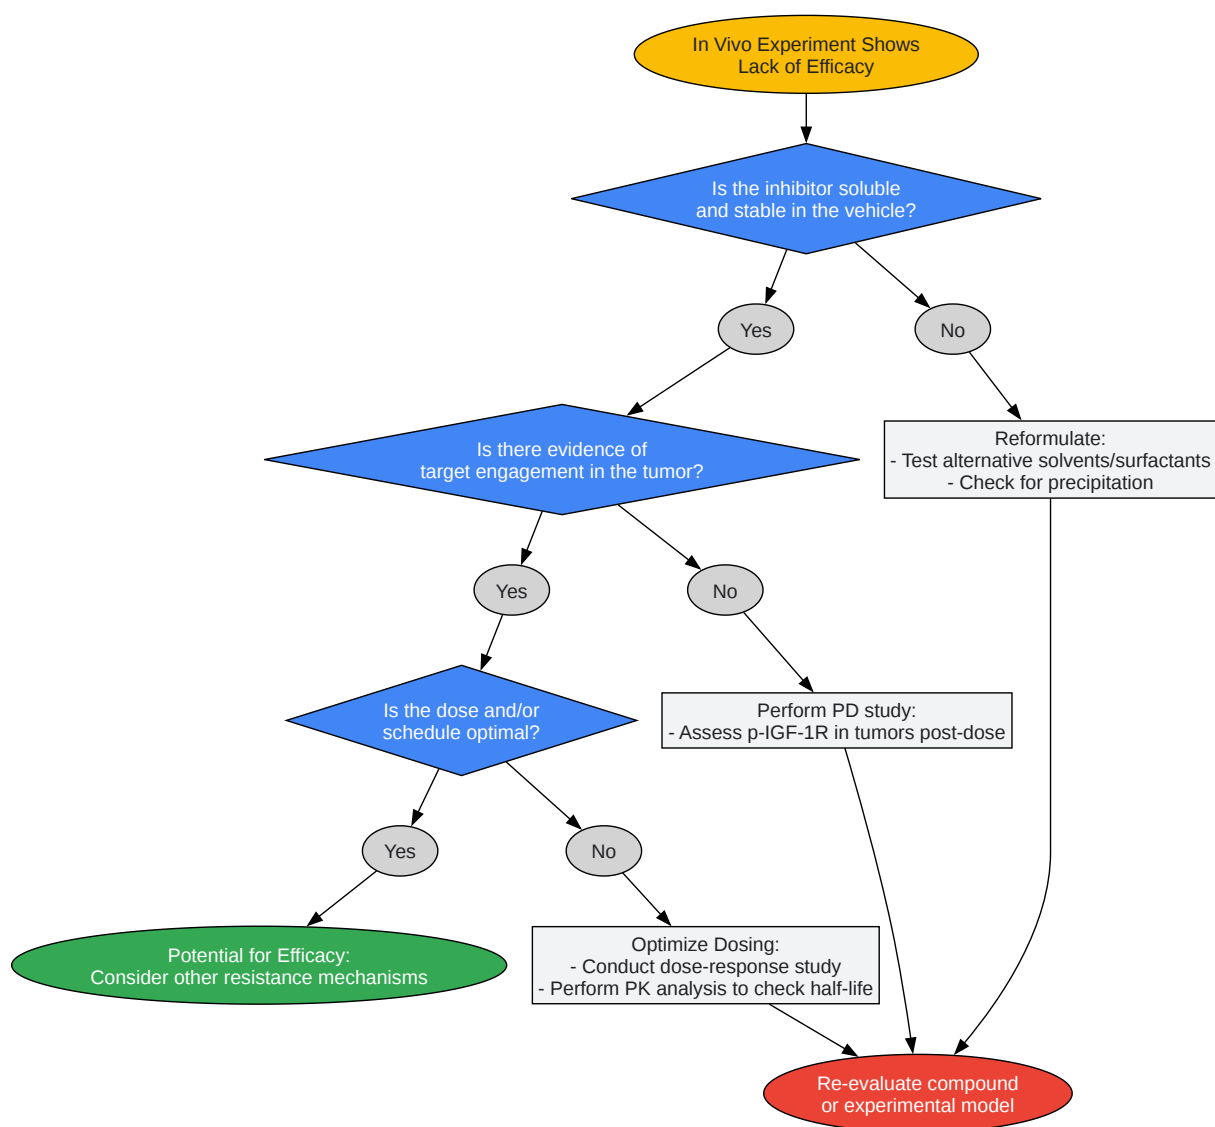 In Vivo Experiment Shows
Lack of Efficacy
Is the inhibitor soluble
and stable in the vehicle?
Yes
No
Is there evidence of
target engagement in the tumor?
Reformulate:
- Test alternative solvents/surfactants
- Check for precipitation
Yes
No
Is the dose and/or
schedule optimal?
Perform PD study:
- Assess p-IGF-1R in tumors post-dose
Yes
No
Potential for Efficacy:
Consider other resistance mechanisms
Optimize Dosing:
- Conduct dose-response study
- Perform PK analysis to check half-life
Re-evaluate compound
or experimental model